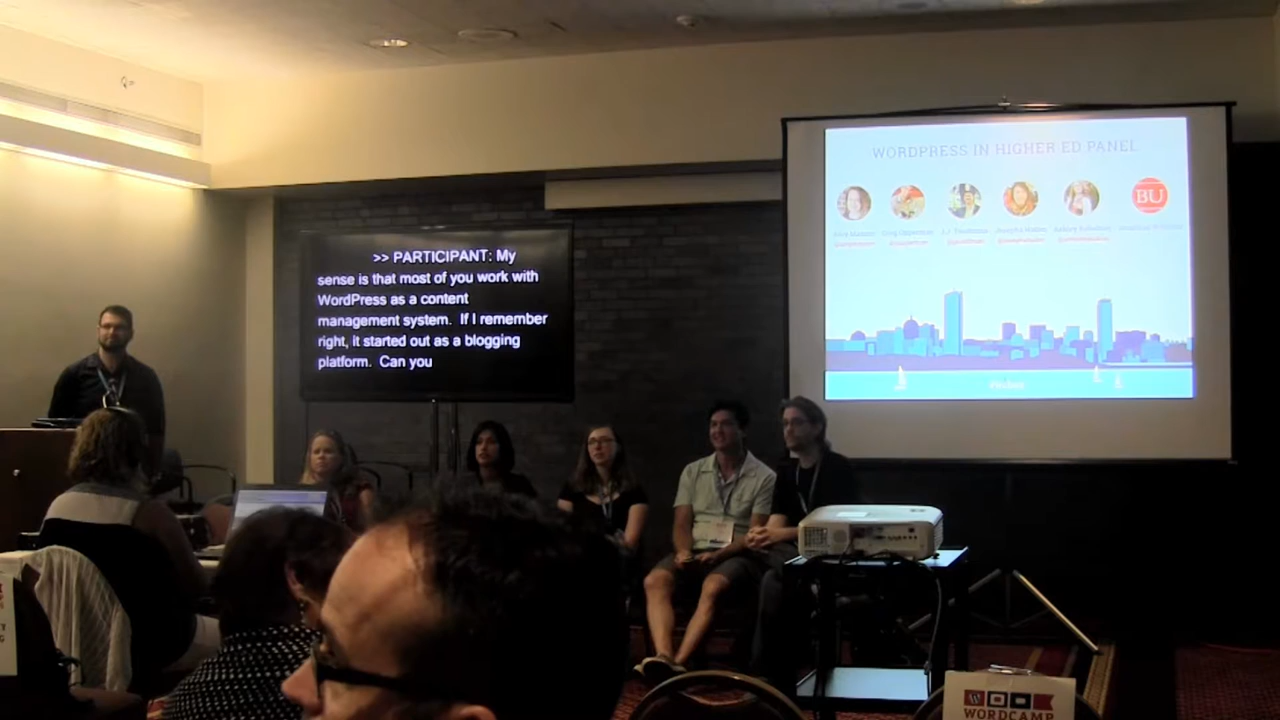 >> PARTICIPANT: My
sense is that most of you work with
WordPress as a content
management system. If I remember
right, it started out as a blogging
platform. Can you
WORDPRESS IN HIGHER ED PANEL
BU
WORDCAMP